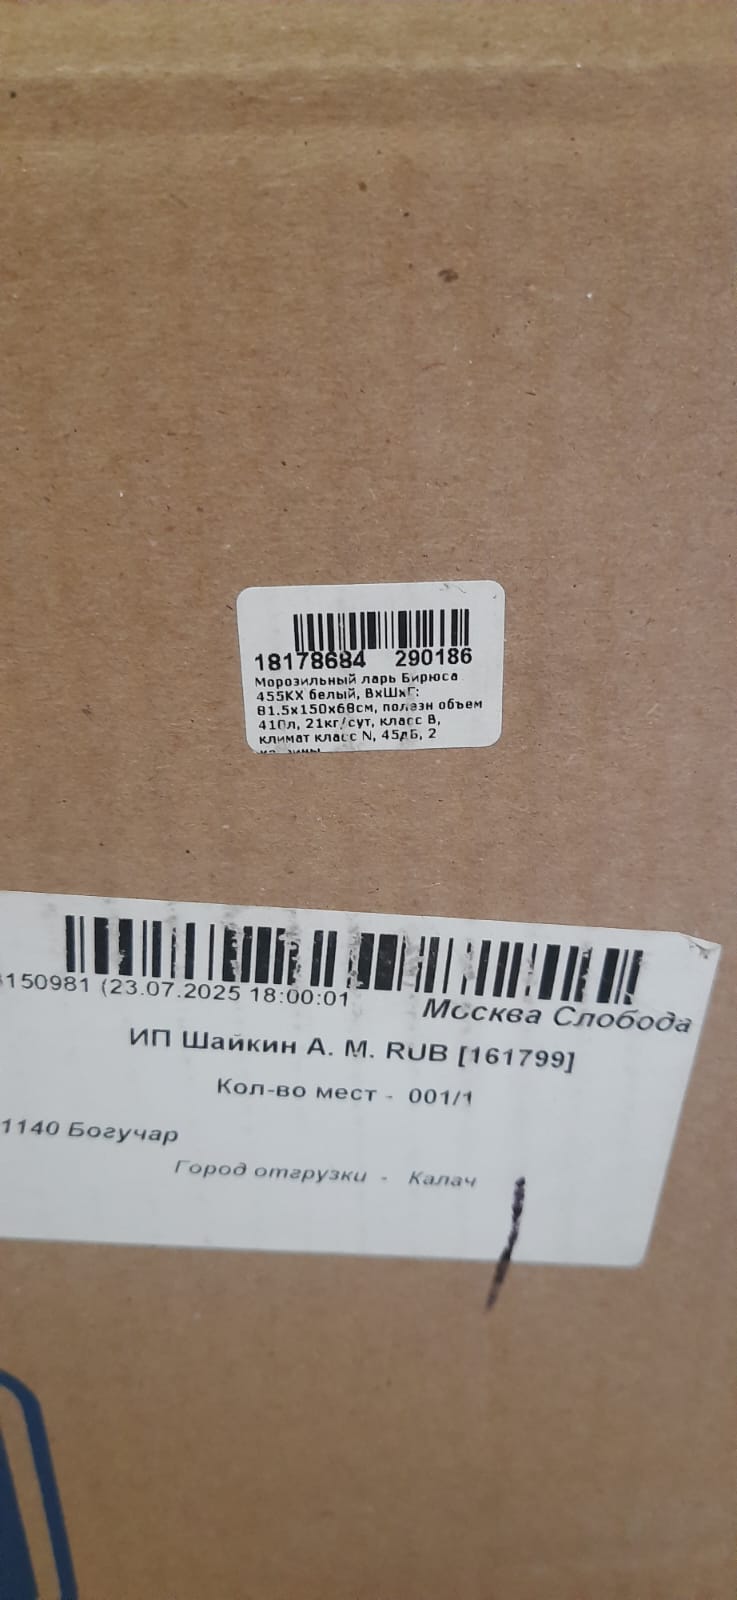 18178684 290186
Морозильный ларь Бирюса
455KX белый, ВхШхГ:
81.5x150x68см, полезн объем
410л, 21кг/сут, класс B,
климат класс N, 45дБ, 2
150981 (23.07.2025 18:00:01
Москва Слобода
ИП Шайкин А. М. RUB [161799]
Кол-во мест - 001/1
1140 Богучар
Город отгрузки - Калач